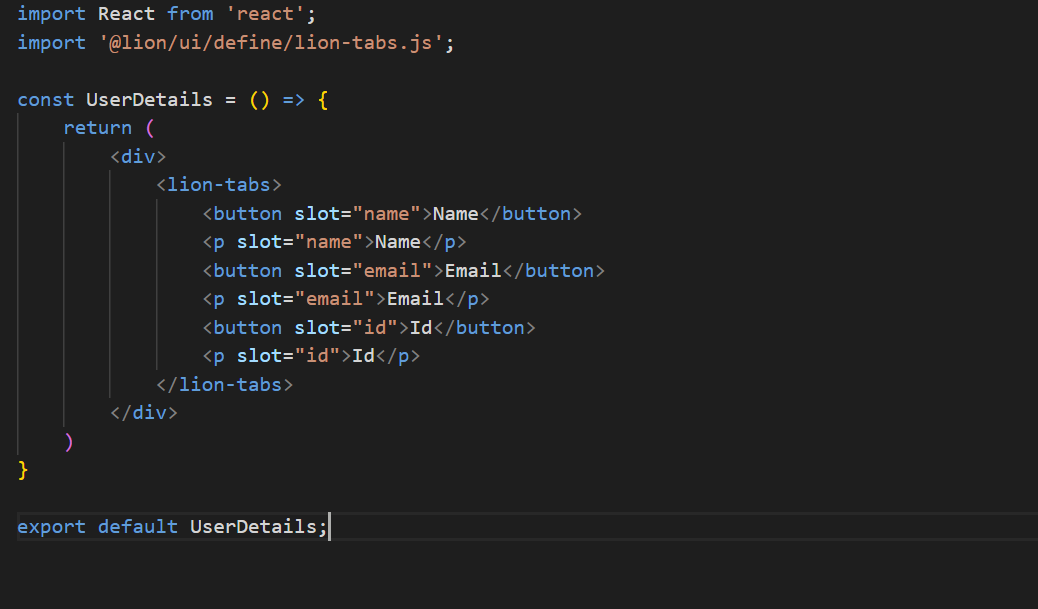 import React from 'react';
import '@lion/ui/define/lion-tabs.js';

const UserDetails = () => {
    return (
        <div>
            <lion-tabs>
                <button slot="name">Name</button>
                <p slot="name">Name</p>
                <button slot="email">Email</button>
                <p slot="email">Email</p>
                <button slot="id">Id</button>
                <p slot="id">Id</p>
            </lion-tabs>
        </div>
    )
}

export default UserDetails;